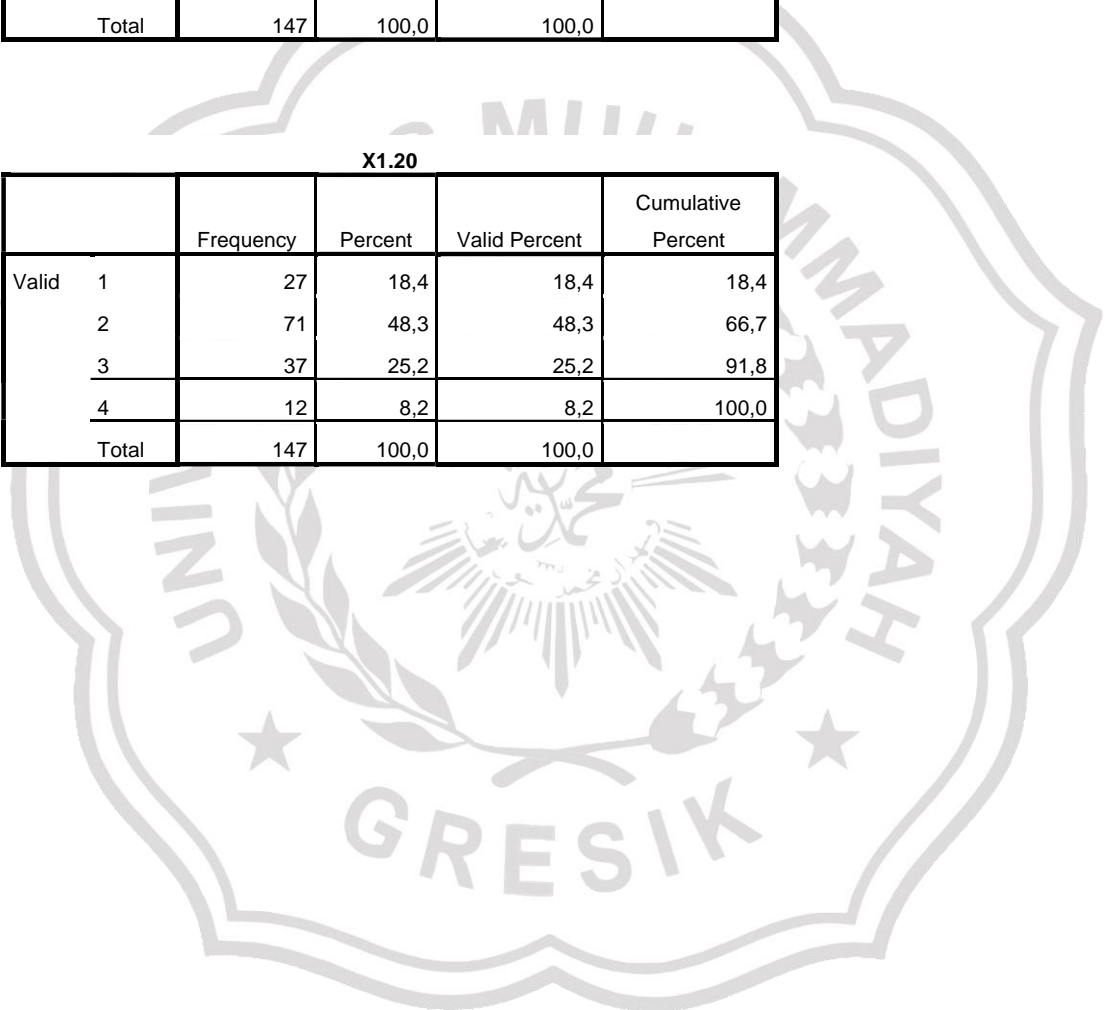 Total 147 100,0 100,0
X1.20
Frequency Percent Valid Percent Cumulative Percent
Valid 1 27 18,4 18,4 18,4
2 71 48,3 48,3 66,7
3 37 25,2 25,2 91,8
4 12 8,2 8,2 100,0
Total 147 100,0 100,0
GRESIK